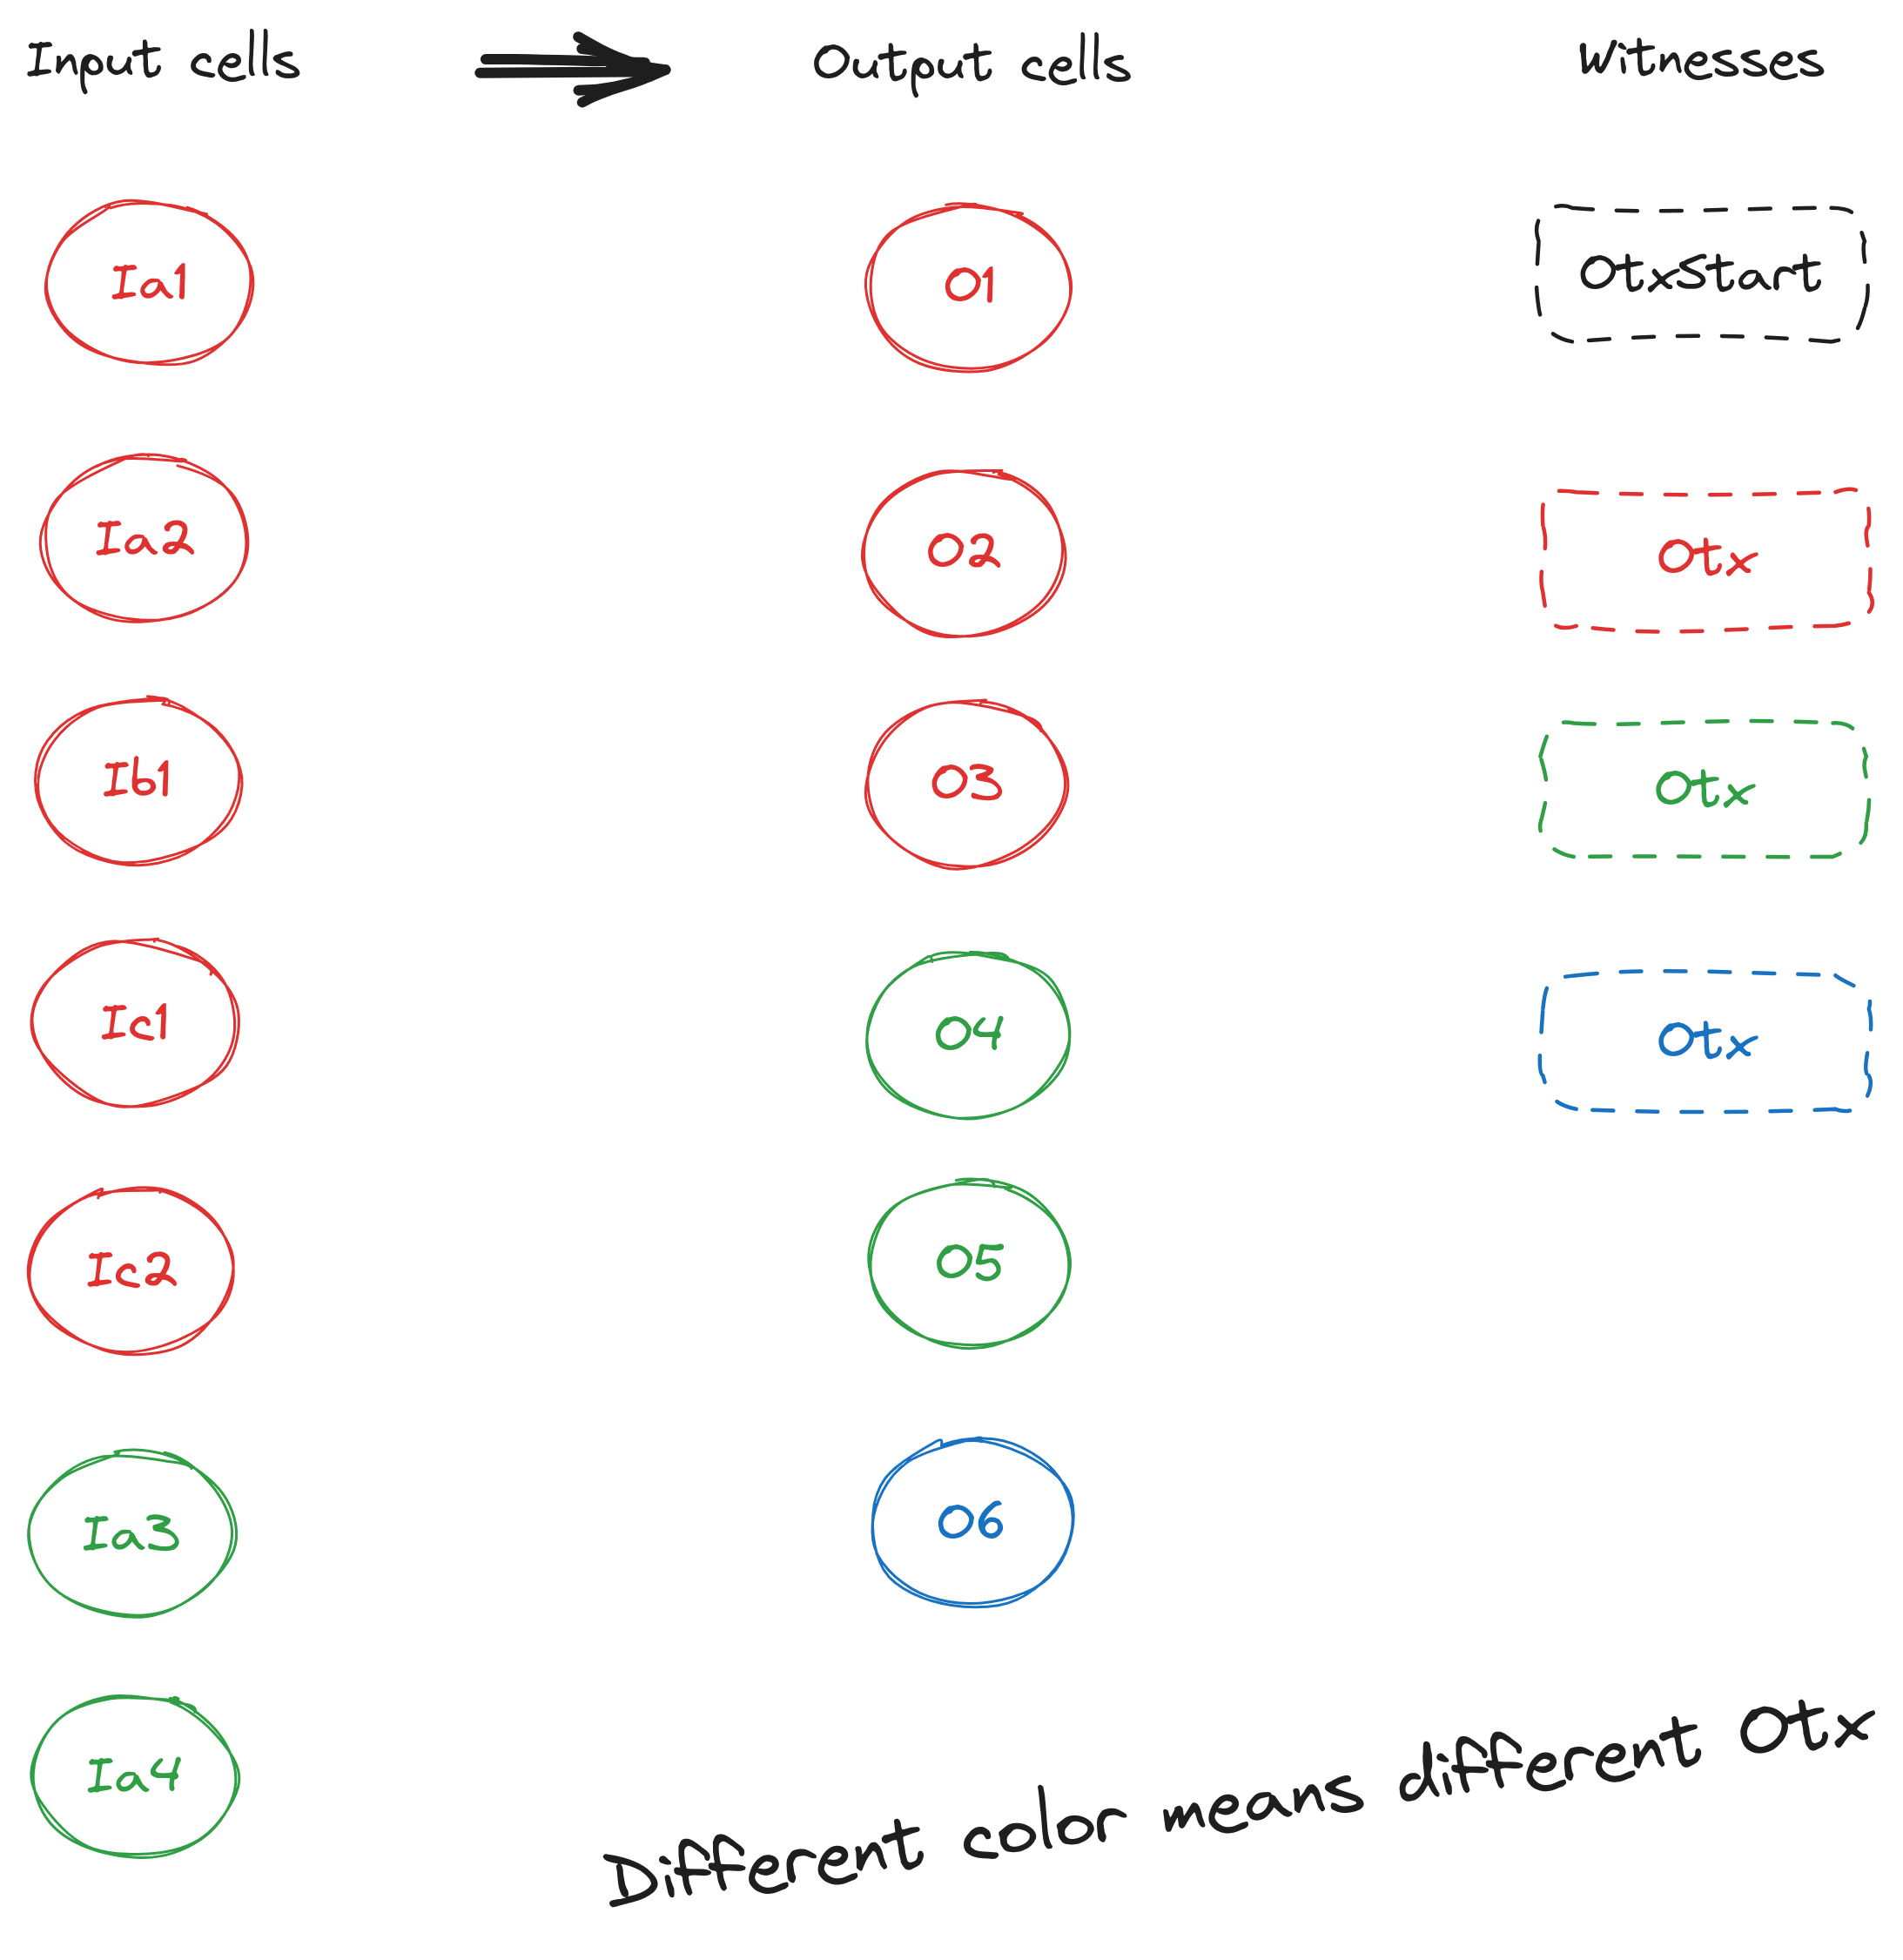 Input cells
Output cells
Witnesses
Ia1
O1
OtxStart
Ia2
O2
Otx
Ib1
O3
Otx
Ic1
O4
Otx
Ic2
O5
Ia3
O6
Ia4
Different color means different Otx